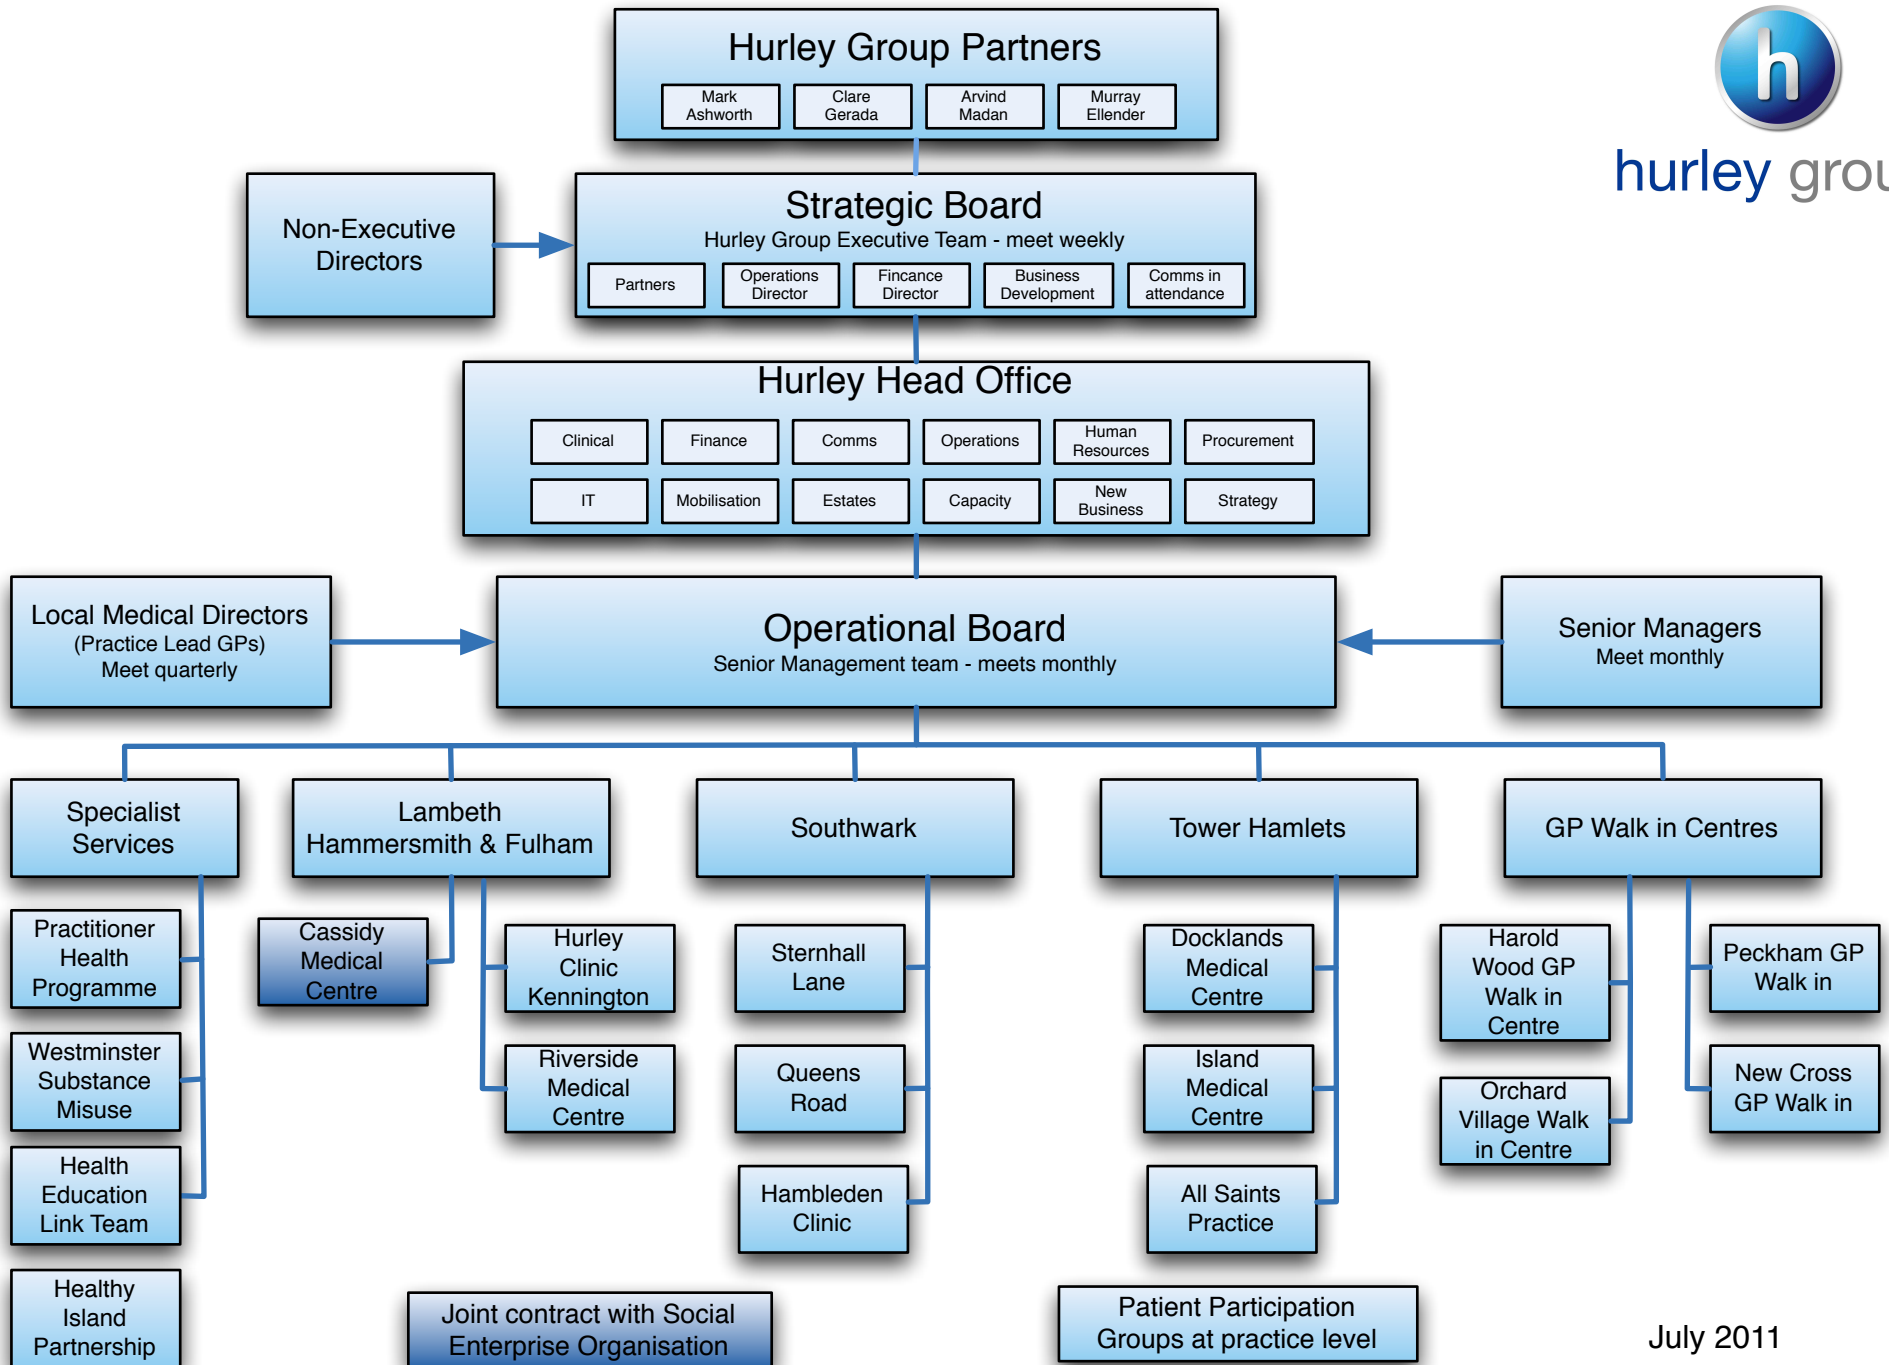 Hurley Group Partners
Mark
Ashworth
Clare
Gerada
Arvind
Madan
Murray
Ellender
h
hurley grou
Non-Executive
Directors
Strategic Board
Hurley Group Executive Team - meet weekly
Partners
Operations
Director
Fincance
Director
Business
Development
Comms in
attendance
Hurley Head Office
Clinical
Finance
Comms
Operations
Human
Resources
Procurement
IT
Mobilisation
Estates
Capacity
New
Business
Strategy
Local Medical Directors
(Practice Lead GPs)
Meet quarterly
Operational Board
Senior Management team - meets monthly
Senior Managers
Meet monthly
Specialist
Services
Lambeth
Hammersmith & Fulham
Southwark
Tower Hamlets
GP Walk in Centres
Practitioner
Health
Programme
Westminster
Substance
Misuse
Health
Education
Link Team
Healthy
Island
Partnership
Cassidy
Medical
Centre
Hurley
Clinic
Kennington
Riverside
Medical
Centre
Sternhall
Lane
Queens
Road
Hambleden
Clinic
Docklands
Medical
Centre
Island
Medical
Centre
All Saints
Practice
Harold
Wood GP
Walk in
Centre
Orchard
Village Walk
in Centre
Peckham GP
Walk in
New Cross
GP Walk in
Joint contract with Social
Enterprise Organisation
Patient Participation
Groups at practice level
July 2011